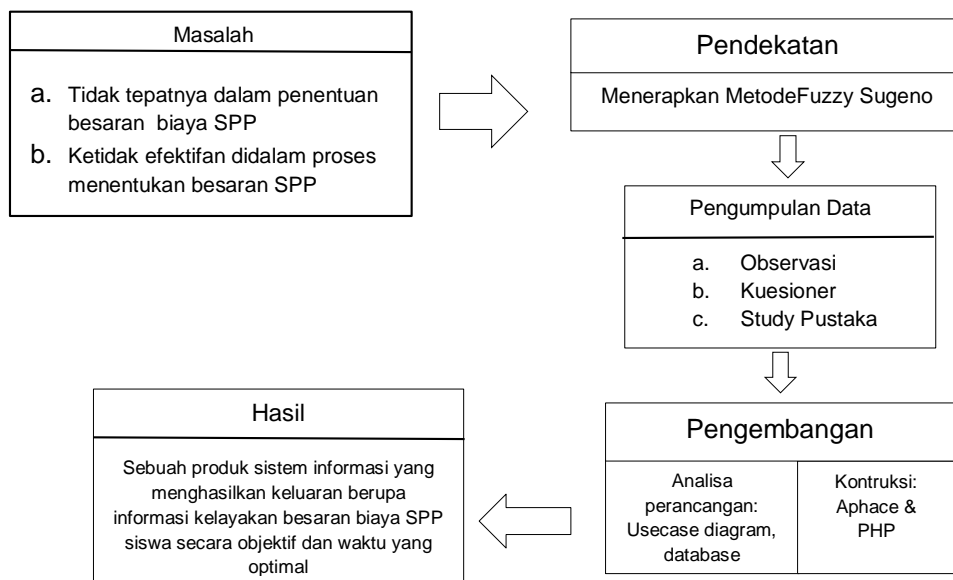 Masalah
a. Tidak tepatnya dalam penentuan
besaran biaya SPP
b. Ketidak efektifan didalam proses
menentukan besaran SPP
Pendekatan
Menerapkan MetodeFuzzy Sugeno
Pengumpulan Data
a. Observasi
b. Kuesioner
c. Study Pustaka
Pengembangan
Analisa
perancangan:
Usecase diagram,
database
Kontruksi:
Aphace &
PHP
Hasil
Sebuah produk sistem informasi yang
menghasilkan keluaran berupa
informasi kelayakan besaran biaya SPP
siswa secara objektif dan waktu yang
optimal